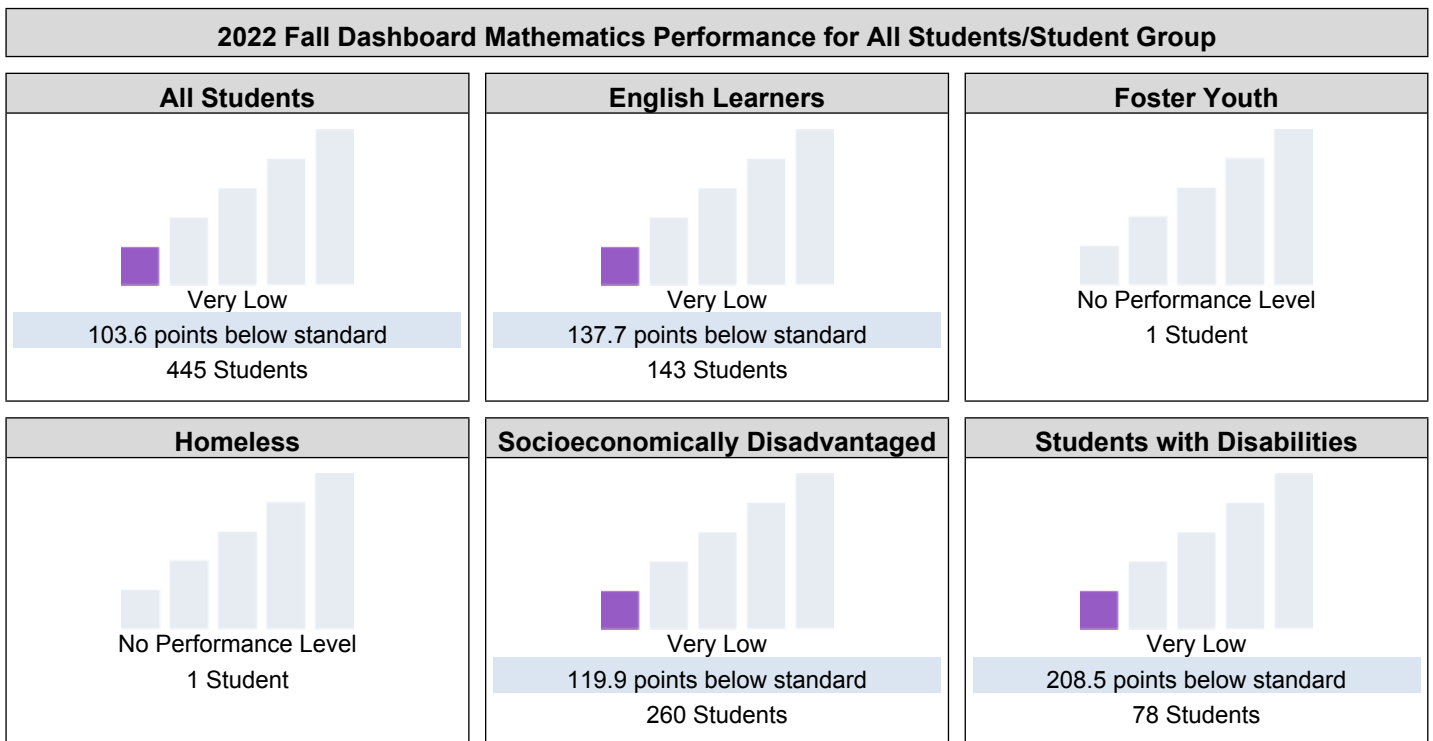 2022 Fall Dashboard Mathematics Performance for All Students/Student Group
All Students
Very Low
103.6 points below standard
445 Students
English Learners
Very Low
137.7 points below standard
143 Students
Foster Youth
No Performance Level
1 Student
Homeless
No Performance Level
1 Student
Socioeconomically Disadvantaged
Very Low
119.9 points below standard
260 Students
Students with Disabilities
Very Low
208.5 points below standard
78 Students